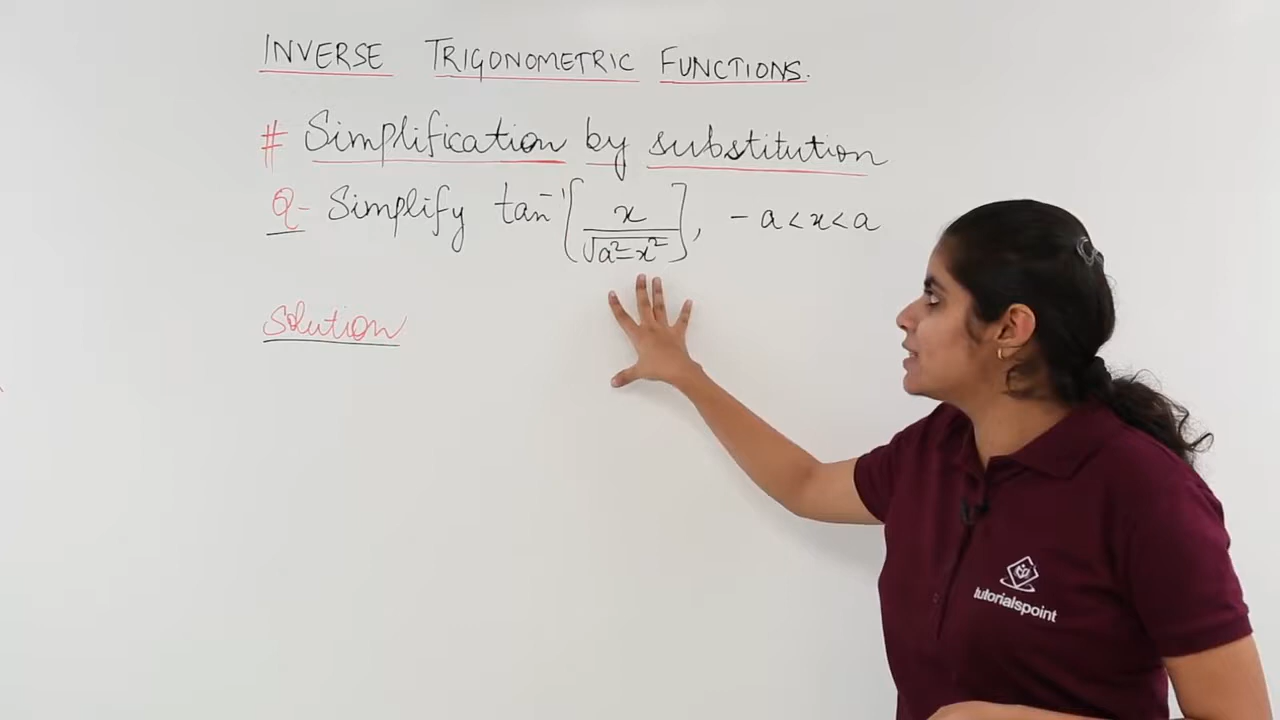 INVERSE TRIGONOMETRIC FUNCTIONS.
# Simplification by substitution
Q- Simplify tan⁻¹[x/√(a²-x²)], -a<x<a
Solution
tutorialspoint